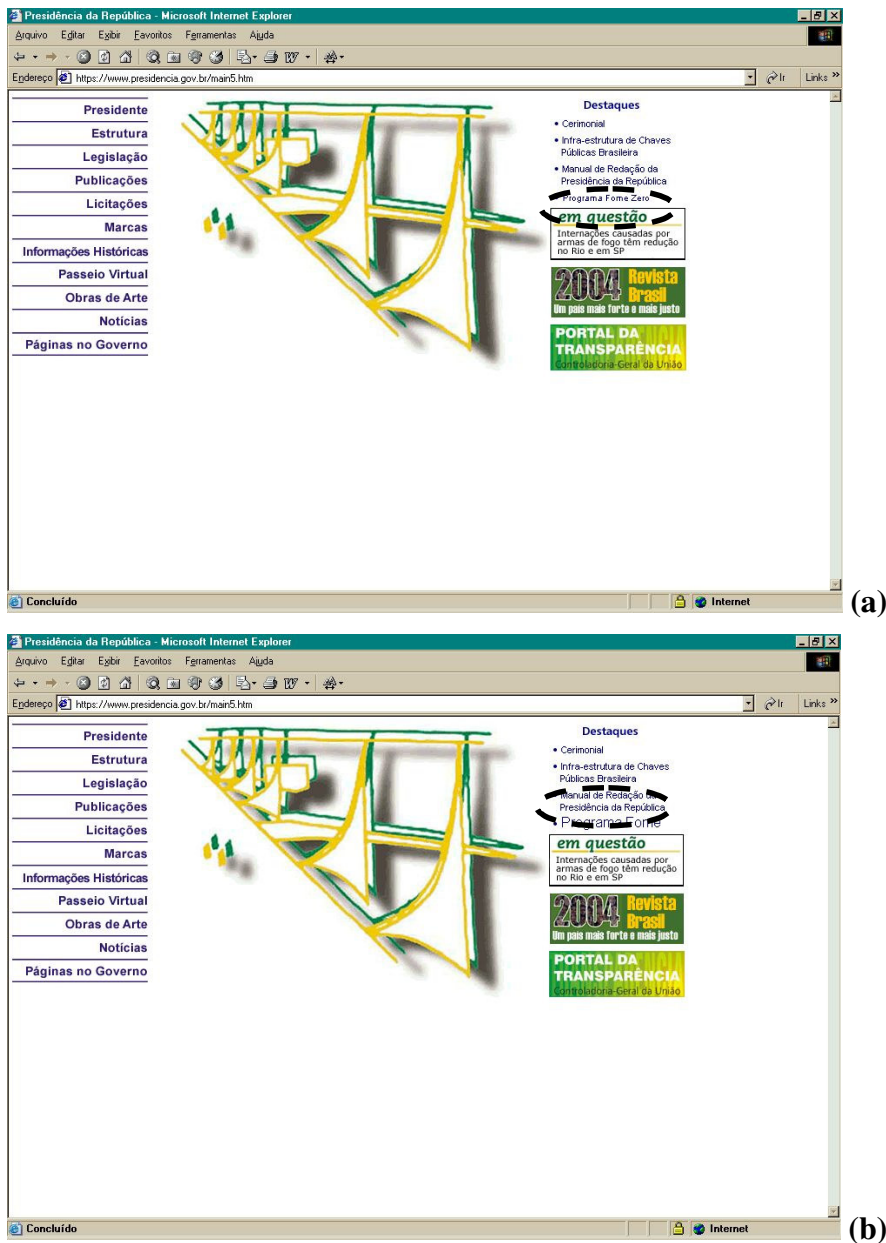 Presidência da República - Microsoft Internet Explorer
Arquivo Editar Exibir Favoritos Ferramentas Ajuda
Endereço https://www.presidencia.gov.br/main5.htm Ir Links »
Presidente
Estrutura
Legislação
Publicações
Licitações
Marcas
Informações Históricas
Passeio Virtual
Obras de Arte
Notícias
Páginas no Governo
Destaques
• Cerimonial
• Infra-estrutura de Chaves
Públicas Brasileira
• Manual de Redação da
Presidência da República
Programa Fome Zero
em questão
Internações causadas por
armas de fogo têm redução
no Rio e em SP
2004 Revista
Brasil
Um país mais forte e mais justo
PORTAL DA
TRANSPARÊNCIA
Controladoria-Geral da União
Concluído Internet
(a)
Presidência da República - Microsoft Internet Explorer
Arquivo Editar Exibir Favoritos Ferramentas Ajuda
Endereço https://www.presidencia.gov.br/main5.htm Ir Links »
Presidente
Estrutura
Legislação
Publicações
Licitações
Marcas
Informações Históricas
Passeio Virtual
Obras de Arte
Notícias
Páginas no Governo
Destaques
• Cerimonial
• Infra-estrutura de Chaves
Públicas Brasileira
Manual de Redação da
Presidência da República
• Programa Fome
em questão
Internações causadas por
armas de fogo têm redução
no Rio e em SP
2004 Revista
Brasil
Um país mais forte e mais justo
PORTAL DA
TRANSPARÊNCIA
Controladoria-Geral da União
Concluído Internet
(b)